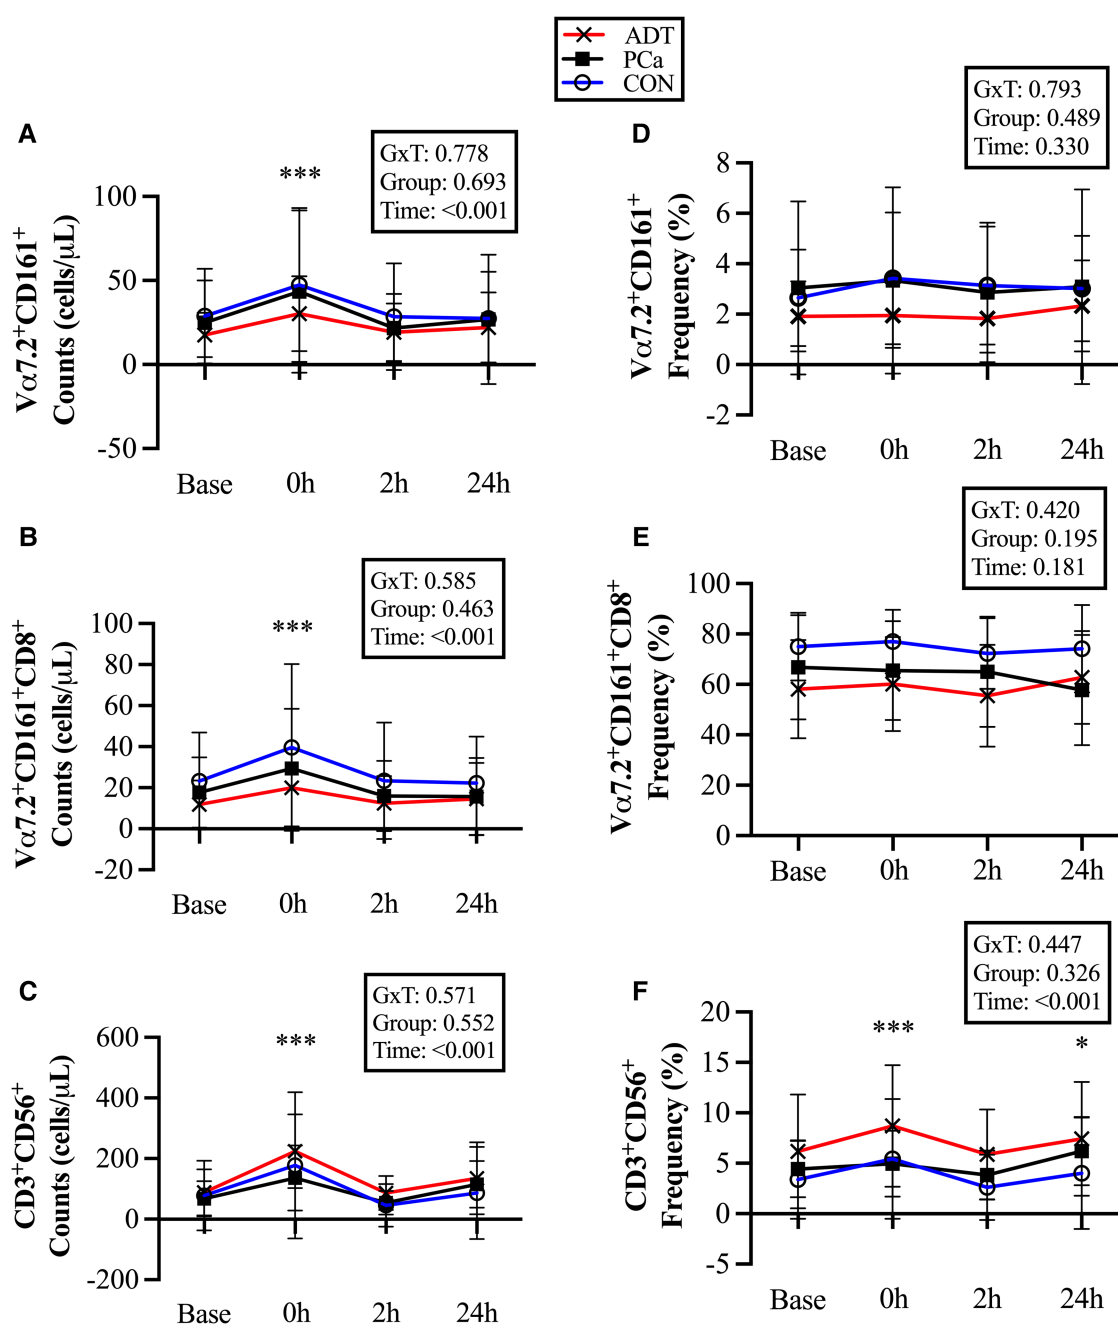 ADT
PCa
CON
A
GxT: 0.778
Group: 0.693
Time: <0.001
***
Vα7.2⁺CD161⁺
Counts (cells/μL)
100
50
0
-50
Base 0h 2h 24h
D
GxT: 0.793
Group: 0.489
Time: 0.330
Vα7.2⁺CD161⁺
Frequency (%)
8
6
4
2
0
-2
Base 0h 2h 24h
B
GxT: 0.585
Group: 0.463
Time: <0.001
***
Vα7.2⁺CD161⁺CD8⁺
Counts (cells/μL)
100
80
60
40
20
0
-20
Base 0h 2h 24h
E
GxT: 0.420
Group: 0.195
Time: 0.181
Vα7.2⁺CD161⁺CD8⁺
Frequency (%)
100
80
60
40
20
0
Base 0h 2h 24h
C
GxT: 0.571
Group: 0.552
Time: <0.001
***
CD3⁺CD56⁺
Counts (cells/μL)
600
400
200
0
-200
Base 0h 2h 24h
F
GxT: 0.447
Group: 0.326
Time: <0.001
***
*
CD3⁺CD56⁺
Frequency (%)
20
15
10
5
0
-5
Base 0h 2h 24h